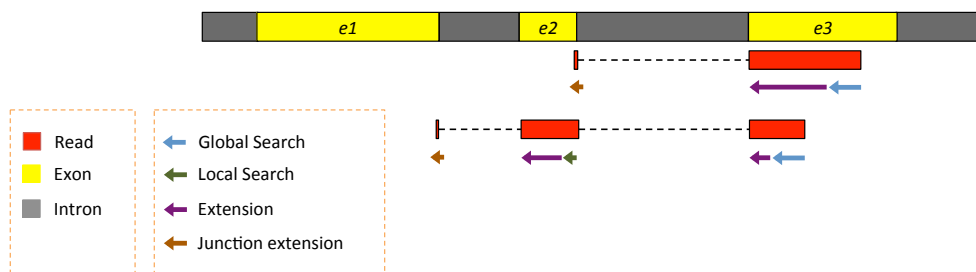 e1 e2 e3
Read
Exon
Intron
Global Search
Local Search
Extension
Junction extension